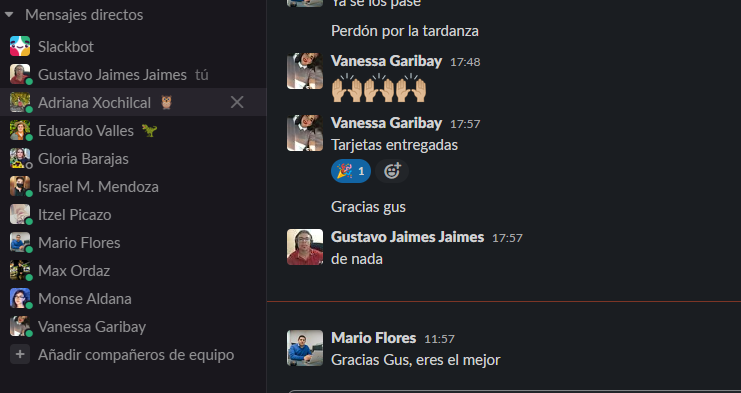 Mensajes directos
Slackbot
Gustavo Jaimes Jaimes tú
Adriana Xochilcal
Eduardo Valles
Gloria Barajas
Israel M. Mendoza
Itzel Picazo
Mario Flores
Max Ordaz
Monse Aldana
Vanessa Garibay
Añadir compañeros de equipo
Ya se los pase
Perdón por la tardanza
Vanessa Garibay 17:48
Vanessa Garibay 17:57
Tarjetas entregadas
1
Gracias gus
Gustavo Jaimes Jaimes 17:57
de nada
Mario Flores 11:57
Gracias Gus, eres el mejor